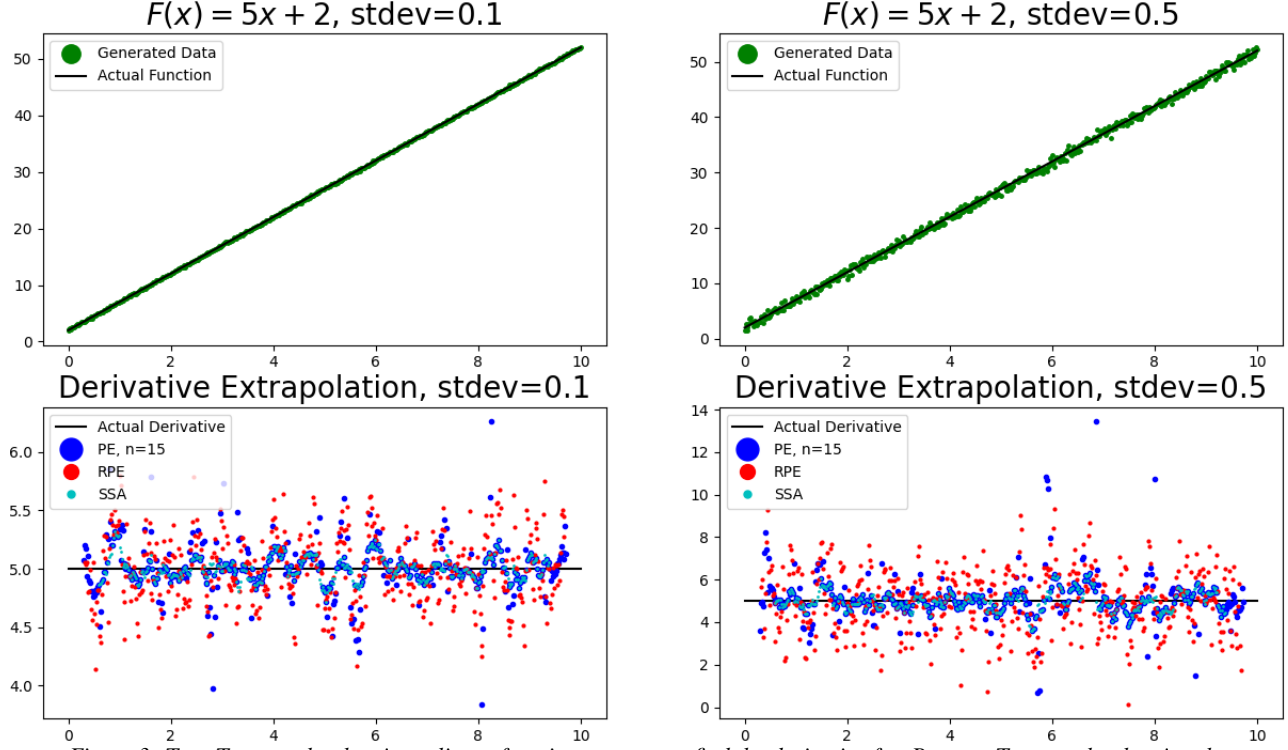 F(x) = 5x + 2, stdev=0.1
Generated Data
Actual Function
50
40
30
20
10
0
0 2 4 6 8 10
F(x) = 5x + 2, stdev=0.5
Generated Data
Actual Function
50
40
30
20
10
0
0 2 4 6 8 10
Derivative Extrapolation, stdev=0.1
Actual Derivative
PE, n=15
RPE
SSA
6.0
5.5
5.0
4.5
4.0
0 2 4 6 8 10
Derivative Extrapolation, stdev=0.5
Actual Derivative
PE, n=15
RPE
SSA
14
12
10
8
6
4
2
0
0 2 4 6 8 10